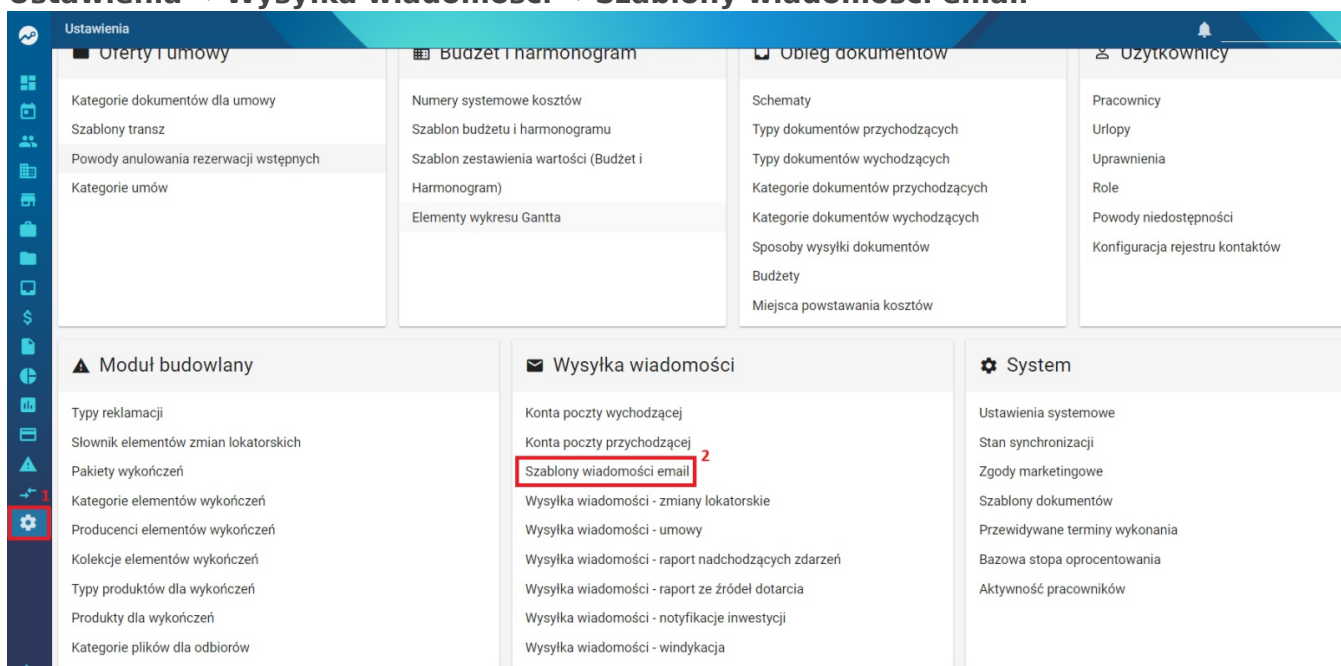 Ustawienia → Wysyłka wiadomości → Szablony wiadomości email
Ustawienia
Oferty i umowy
Kategorie dokumentów dla umowy
Szablony transz
Powody anulowania rezerwacji wstępnych
Kategorie umów
Budżet i harmonogram
Numery systemowe kosztów
Szablon budżetu i harmonogramu
Szablon zestawienia wartości (Budżet i
Harmonogram)
Elementy wykresu Gantta
Obieg dokumentów
Schematy
Typy dokumentów przychodzących
Typy dokumentów wychodzących
Kategorie dokumentów przychodzących
Kategorie dokumentów wychodzących
Sposoby wysyłki dokumentów
Budżety
Miejsca powstawania kosztów
Użytkownicy
Pracownicy
Urlopy
Uprawnienia
Role
Powody niedostępności
Konfiguracja rejestru kontaktów
1
Moduł budowlany
Typy reklamacji
Słownik elementów zmian lokatorskich
Pakiety wykończeń
Kategorie elementów wykończeń
Producenci elementów wykończeń
Kolekcje elementów wykończeń
Typy produktów dla wykończeń
Produkty dla wykończeń
Kategorie plików dla odbiorów
Wysyłka wiadomości
Konta poczty wychodzącej
Konta poczty przychodzącej
Szablony wiadomości email 2
Wysyłka wiadomości - zmiany lokatorskie
Wysyłka wiadomości - umowy
Wysyłka wiadomości - raport nadchodzących zdarzeń
Wysyłka wiadomości - raport ze źródeł dotarcia
Wysyłka wiadomości - notyfikacje inwestycji
Wysyłka wiadomości - windykacja
System
Ustawienia systemowe
Stan synchronizacji
Zgody marketingowe
Szablony dokumentów
Przewidywane terminy wykonania
Bazowa stopa oprocentowania
Aktywność pracowników